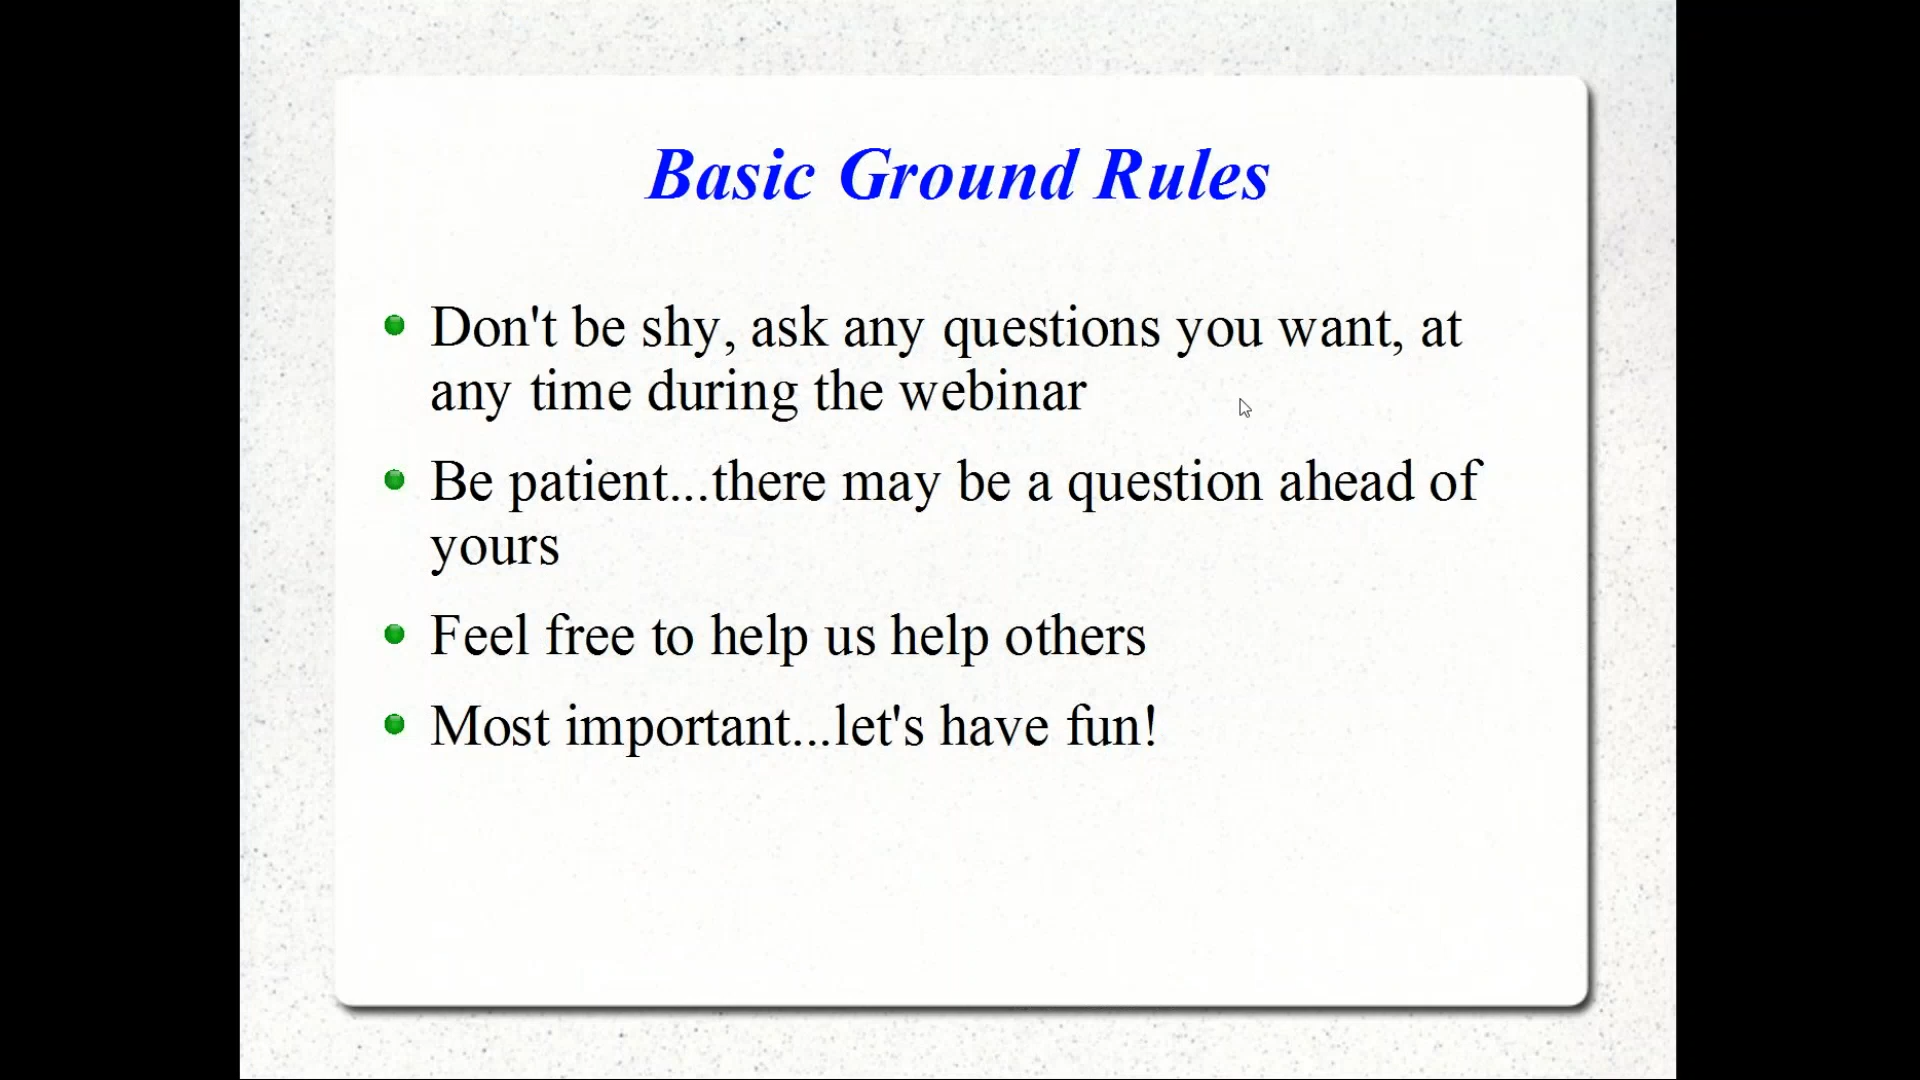 Basic Ground Rules
Don't be shy, ask any questions you want, at
any time during the webinar
Be patient...there may be a question ahead of
yours
Feel free to help us help others
Most important...let's have fun!